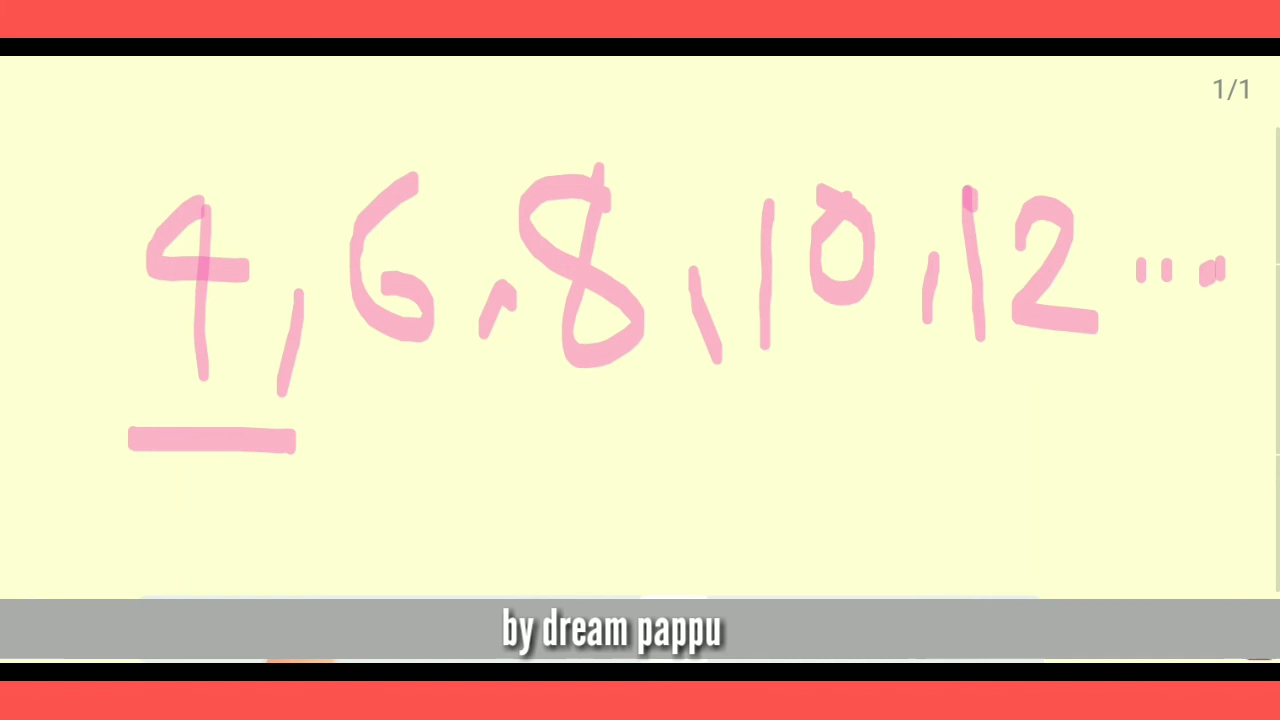 1/1
4, 6, 8, 10, 12 ....
by dream pappu